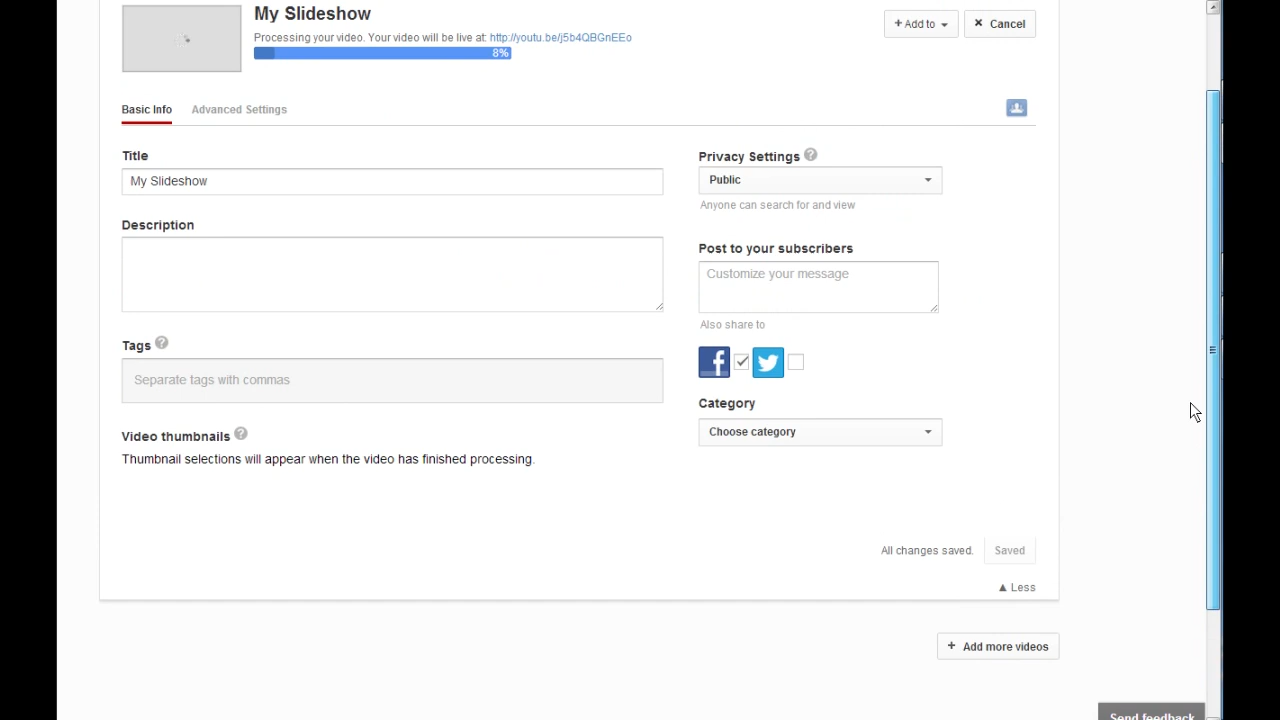 My Slideshow
+ Add to
× Cancel
Processing your video. Your video will be live at: http://youtu.be/j5b4QBGnEEo
8%
Basic Info
Advanced Settings
Title
My Slideshow
Privacy Settings ?
Public
Anyone can search for and view
Description
Post to your subscribers
Customize your message
Also share to
Tags ?
Separate tags with commas
Category
Choose category
Video thumbnails ?
Thumbnail selections will appear when the video has finished processing.
All changes saved.
Saved
▲ Less
+ Add more videos
Send feedback